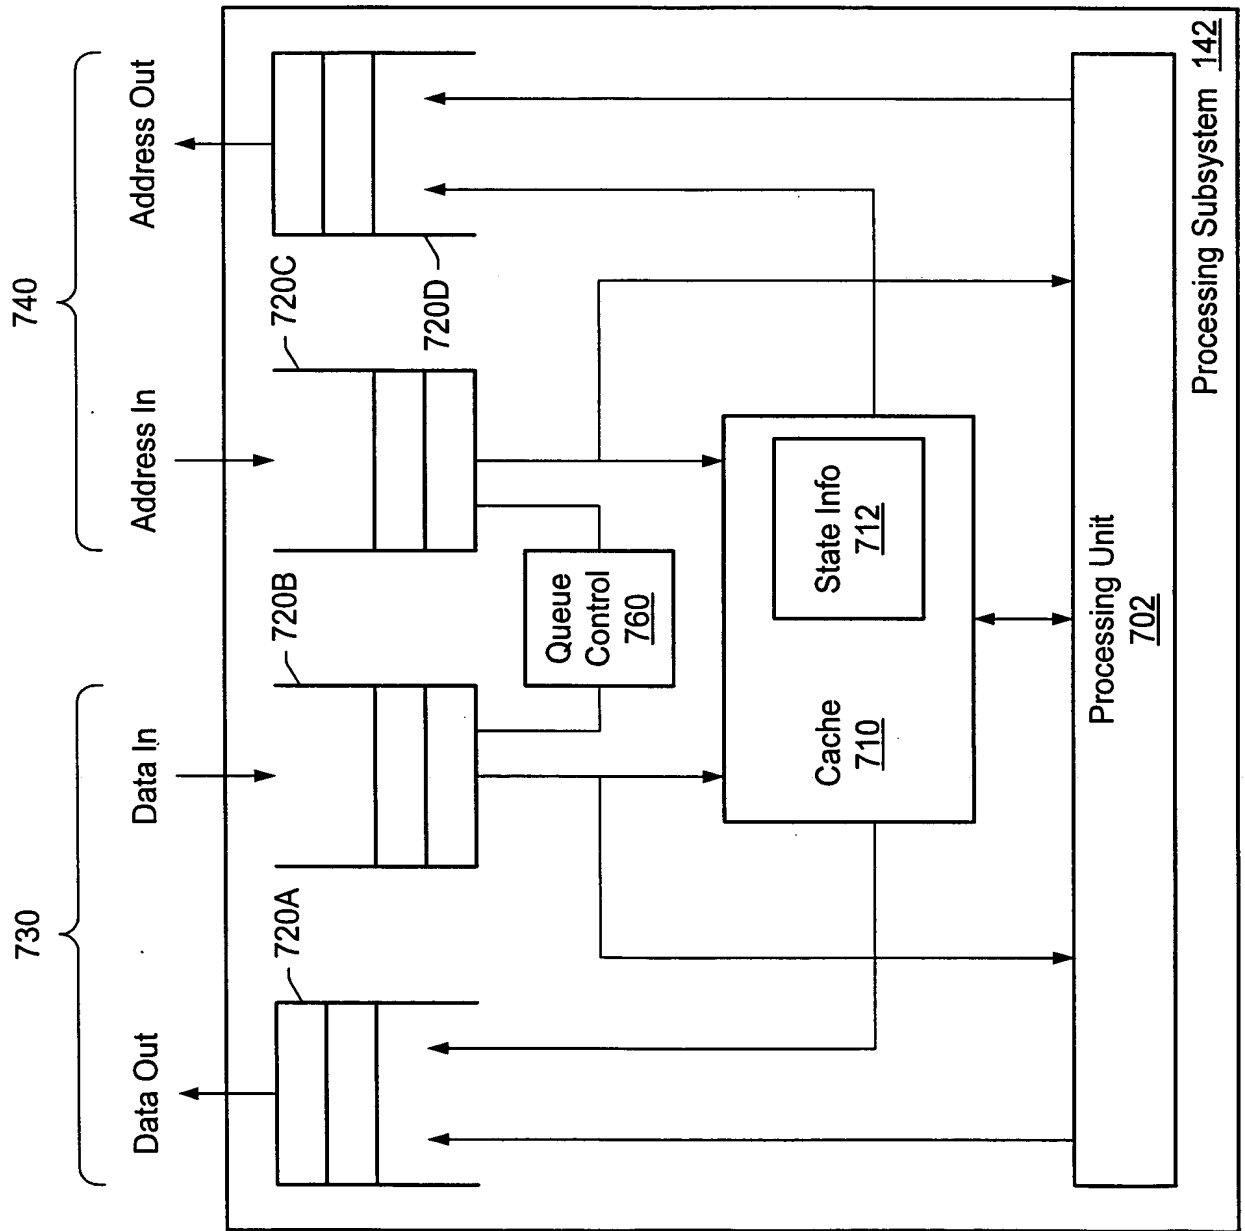 730
740
Data Out
Data In
Address In
Address Out
720A
720B
720C
720D
Queue
Control
760
Cache
710
State Info
712
Processing Unit
702
Processing Subsystem 142